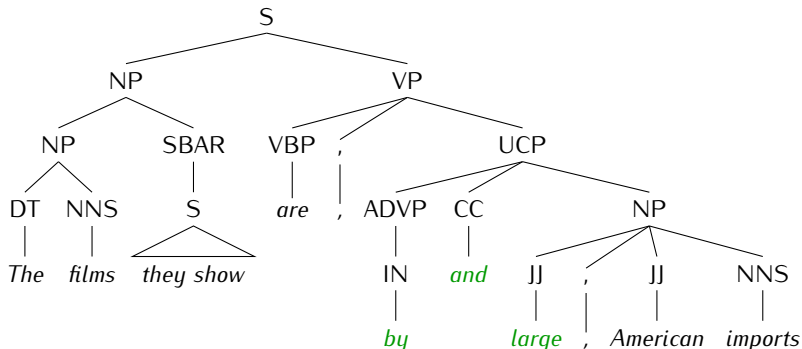 S
NP VP
NP SBAR VBP , UCP
DT NNS S are , ADVP CC NP
The films they show IN and JJ , JJ NNS
by large , American imports